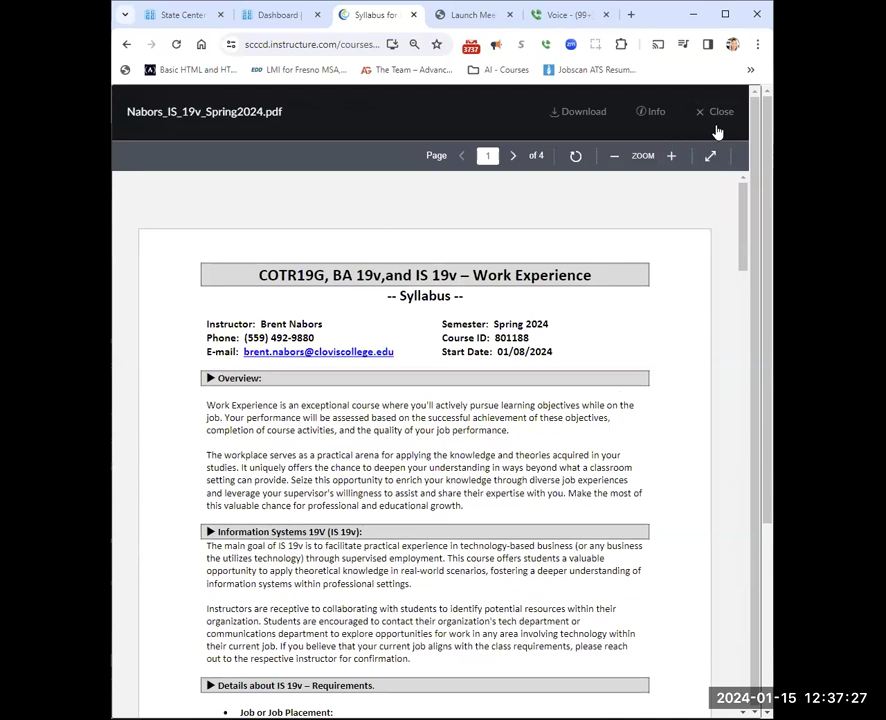 State Center
Dashboard |
Syllabus for
Launch Mee
Voice - (99+
scccd.instructure.com/courses...
3737
S
zm
Basic HTML and HT...
EDD LMI for Fresno MSA,...
AG The Team – Advanc...
AI - Courses
Jobscan ATS Resum...
»
Nabors_IS_19v_Spring2024.pdf
Download
Info
Close
Page
1
of 4
ZOOM
COTR19G, BA 19v,and IS 19v – Work Experience
-- Syllabus --
Instructor: Brent Nabors
Semester: Spring 2024
Phone: (559) 492-9880
Course ID: 801188
E-mail: brent.nabors@cloviscollege.edu
Start Date: 01/08/2024
► Overview:
Work Experience is an exceptional course where you'll actively pursue learning objectives while on the
job. Your performance will be assessed based on the successful achievement of these objectives,
completion of course activities, and the quality of your job performance.
The workplace serves as a practical arena for applying the knowledge and theories acquired in your
studies. It uniquely offers the chance to deepen your understanding in ways beyond what a classroom
setting can provide. Seize this opportunity to enrich your knowledge through diverse job experiences
and leverage your supervisor's willingness to assist and share their expertise with you. Make the most of
this valuable chance for professional and educational growth.
► Information Systems 19V (IS 19v):
The main goal of IS 19v is to facilitate practical experience in technology-based business (or any business
the utilizes technology) through supervised employment. This course offers students a valuable
opportunity to apply theoretical knowledge in real-world scenarios, fostering a deeper understanding of
information systems within professional settings.
Instructors are receptive to collaborating with students to identify potential resources within their
organization. Students are encouraged to contact their organization's tech department or
communications department to explore opportunities for work in any area involving technology within
their current job. If you believe that your current job aligns with the class requirements, please reach
out to the respective instructor for confirmation.
► Details about IS 19v – Requirements.
• Job or Job Placement:
2024-01-15 12:37:27